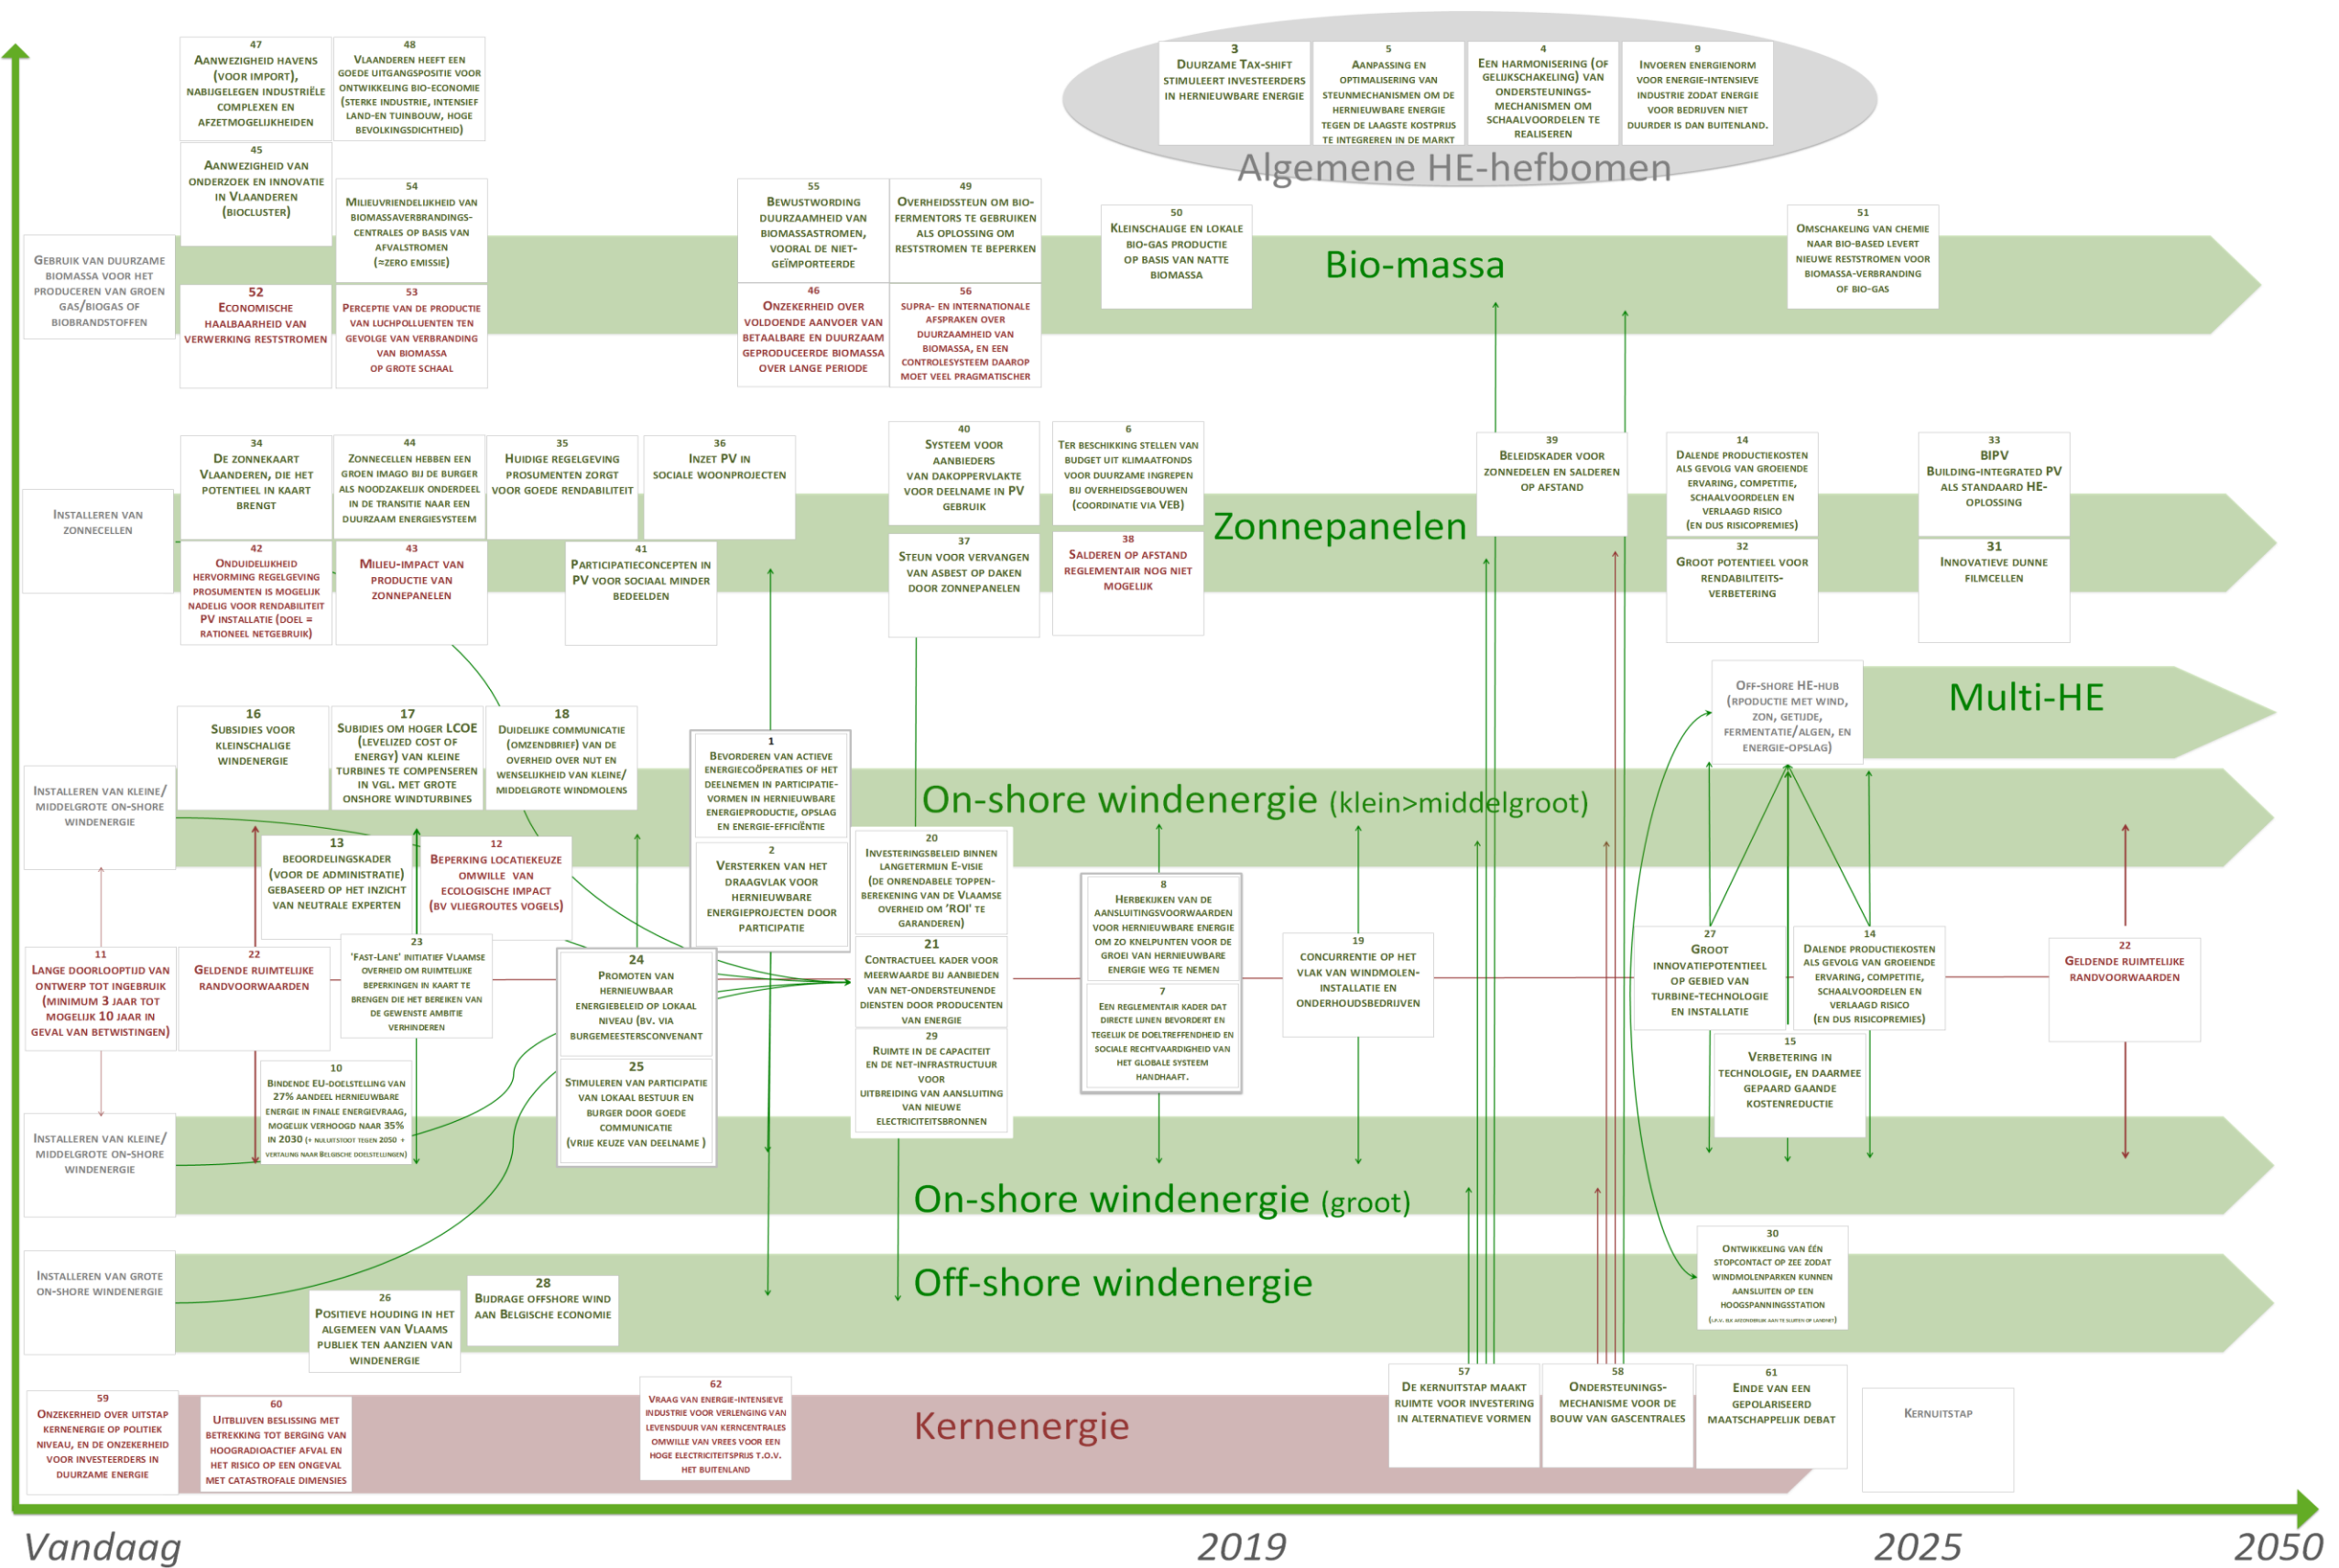 47
Aanwezigheid havens
(voor import),
nabijgelegen industriële
complexen en
afzetmogelijkheiden
48
Vlaanderen heeft een
goede uitgangspositie voor
ontwikkeling bio-economie
(sterke industrie, intensief
land-en tuinbouw, hoge
bevolkingsdichtheid)
3
Duurzame Tax-shift
stimuleert investeerders
in hernieuwbare energie
5
Aanpassing en
optimalisering van
steunmechanismen om de
hernieuwbare energie
tegen de laagste kostprijs
te integreren in de markt
4
Een harmonisering (of
gelijkschakeling) van
ondersteunings-
mechanismen om
schaalvoordelen te
realiseren
9
Invoeren energienorm
voor energie-intensieve
industrie zodat energie
voor bedrijven niet
duurder is dan buitenland.
Algemene HE-hefbomen
45
Aanwezigheid van
onderzoek en innovatie
in Vlaanderen
(biocluster)
54
Milieuvriendelijkheid van
biomassaverbrandings-
centrales op basis van
afvalstromen
(≈zero emissie)
55
Bewustwording
duurzaamheid van
biomassastromen,
vooral de niet-
geïmporteerde
49
Overheidssteun om bio-
fermentors te gebruiken
als oplossing om
reststromen te beperken
50
Kleinschalige en lokale
bio-gas productie
op basis van natte
biomassa
51
Omschakeling van chemie
naar bio-based levert
nieuwe reststromen voor
biomassa-verbranding
of bio-gas
Bio-massa
Gebruik van duurzame
biomassa voor het
produceren van groen
gas/biogas of
biobrandstoffen
52
Economische
haalbaarheid van
verwerking reststromen
53
Perceptie van de productie
van luchpolluenten ten
gevolge van verbranding
van biomassa
op grote schaal
46
Onzekerheid over
voldoende aanvoer van
betaalbare en duurzaam
geproduceerde biomassa
over lange periode
56
supra- en internationale
afspraken over
duurzaamheid van
biomassa, en een
controlesysteem daarop
moet veel pragmatischer
34
De zonnekaart
Vlaanderen, die het
potentieel in kaart
brengt
44
Zonnecellen hebben een
groen imago bij de burger
als noodzakelijk onderdeel
in de transitie naar een
duurzaam energiesysteem
35
Huidige regelgeving
prosumenten zorgt
voor goede rendabiliteit
36
Inzet PV in
sociale woonprojecten
40
Systeem voor
aanbieders
van dakoppervlakte
voor deelname in PV
gebruik
6
Ter beschikking stellen van
budget uit klimaatfonds
voor duurzame ingrepen
bij overheidsgebouwen
(coordinatie via VEB)
39
Beleidskader voor
zonnedelen en salderen
op afstand
14
Dalende productiekosten
als gevolg van groeiende
ervaring, competitie,
schaalvoordelen en
verlaagd risico
(en dus risicopremies)
33
BIPV
Building-integrated PV
als standaard HE-
oplossing
Installeren van
zonnecellen
Zonnepanelen
42
Onduidelijkheid
hervorming regelgeving
prosumenten is mogelijk
nadelig voor rendabiliteit
PV installatie (doel =
rationeel netgebruik)
43
Milieu-impact van
productie van
zonnepanelen
41
Participatieconcepten in
PV voor sociaal minder
bedeelden
37
Steun voor vervangen
van asbest op daken
door zonnepanelen
38
Salderen op afstand
reglementair nog niet
mogelijk
32
Groot potentieel voor
rendabiliteits-
verbetering
31
Innovatieve dunne
filmcellen
Off-shore HE-hub
(rpoductie met wind,
zon, getijde,
fermentatie/algen, en
energie-opslag)
Multi-HE
16
Subsidies voor
kleinschalige
windenergie
17
Subidies om hoger LCOE
(levelized cost of
energy) van kleine
turbines te compenseren
in vgl. met grote
onshore windturbines
18
Duidelijke communicatie
(omzendbrief) van de
overheid over nut en
wenselijkheid van kleine/
middelgrote windmolens
1
Bevorderen van actieve
energiecoöperaties of het
deelnemen in participatie-
vormen in hernieuwbare
energieproductie, opslag
en energie-efficiëntie
On-shore windenergie (klein>middelgroot)
Installeren van kleine/
middelgrote on-shore
windenergie
13
beoordelingskader
(voor de administratie)
gebaseerd op het inzicht
van neutrale experten
12
Beperking locatiekeuze
omwille van
ecologische impact
(bv vliegroutes vogels)
2
Versterken van het
draagvlak voor
hernieuwbare
energieprojecten door
participatie
20
Investeringsbeleid binnen
langetermijn E-visie
(de onrendabele toppen-
berekening van de Vlaamse
overheid om 'ROI' te
garanderen)
8
Herbekijken van de
aansluitingsvoorwaarden
voor hernieuwbare energie
om zo knelpunten voor de
groei van hernieuwbare
energie weg te nemen
11
Lange doorlooptijd van
ontwerp tot ingebruik
(minimum 3 jaar tot
mogelijk 10 jaar in
geval van betwistingen)
22
Geldende ruimtelijke
randvoorwaarden
23
'Fast-Lane' initiatief Vlaamse
overheid om ruimtelijke
beperkingen in kaart te
brengen die het bereiken van
de gewenste ambitie
verhinderen
24
Promoten van
hernieuwbaar
energiebeleid op lokaal
niveau (bv. via
burgemeestersconvenant
21
Contractueel kader voor
meerwaarde bij aanbieden
van net-ondersteunende
diensten door producenten
van energie
19
concurrentie op het
vlak van windmolen-
installatie en
onderhoudsbedrijven
27
Groot
innovatiepotentieel
op gebied van
turbine-technologie
en installatie
14
Dalende productiekosten
als gevolg van groeiende
ervaring, competitie,
schaalvoordelen en
verlaagd risico
(en dus risicopremies)
22
Geldende ruimtelijke
randvoorwaarden
7
Een reglementair kader dat
directe lijnen bevordert en
tegelijk de doeltreffendheid en
sociale rechtvaardigheid van
het globale systeem
handhaaft.
10
Bindende EU-doelstelling van
27% aandeel hernieuwbare
energie in finale energievraag,
mogelijk verhoogd naar 35%
in 2030 (+ nuluitstoot tegen 2050 +
vertaling naar Belgische doelstellingen)
25
Stimuleren van participatie
van lokaal bestuur en
burger door goede
communicatie
(vrije keuze van deelname )
29
Ruimte in de capaciteit
en de net-infrastructuur
voor
uitbreiding van aansluiting
van nieuwe
electriciteitsbronnen
15
Verbetering in
technologie, en daarmee
gepaard gaande
kostenreductie
Installeren van kleine/
middelgrote on-shore
windenergie
On-shore windenergie (groot)
30
Ontwikkeling van één
stopcontact op zee zodat
windmolenparken kunnen
aansluiten op een
hoogspanningsstation
(i.p.v. elk afzonderlijk aan te sluiten op landnet)
Installeren van grote
on-shore windenergie
26
Positieve houding in het
algemeen van Vlaams
publiek ten aanzien van
windenergie
28
Bijdrage offshore wind
aan Belgische economie
Off-shore windenergie
59
Onzekerheid over uitstap
kernenergie op politiek
niveau, en de onzekerheid
voor investeerders in
duurzame energie
60
Uitblijven beslissing met
betrekking tot berging van
hoogradioactief afval en
het risico op een ongeval
met catastrofale dimensies
62
Vraag van energie-intensieve
industrie voor verlenging van
levensduur van kerncentrales
omwille van vrees voor een
hoge electriciteitsprijs t.o.v.
het buitenland
Kernenergie
57
De kernuitstap maakt
ruimte voor investering
in alternatieve vormen
58
Ondersteunings-
mechanisme voor de
bouw van gascentrales
61
Einde van een
gepolariseerd
maatschappelijk debat
Kernuitstap
Vandaag
2019
2025
2050